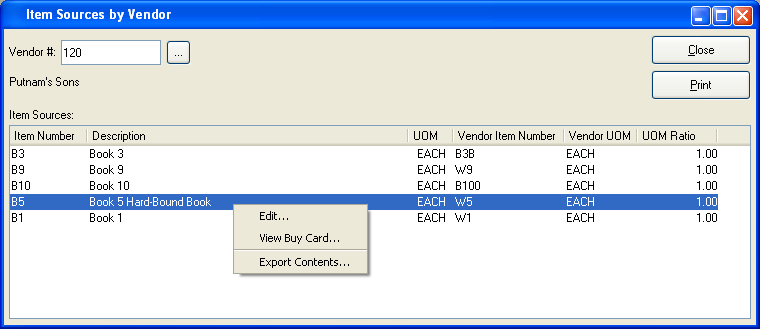 Item Sources by Vendor
Vendor #: 120 ... Close
Putnam's Sons Print
Item Sources:
Item Number Description UOM Vendor Item Number Vendor UOM UOM Ratio
B3 Book 3 EACH B3B EACH 1.00
B9 Book 9 EACH W9 EACH 1.00
B10 Book 10 EACH B100 EACH 1.00
B5 Book 5 Hard-Bound Book EACH W5 EACH 1.00
B1 Book 1 EACH W1 EACH 1.00
Edit...
View Buy Card...
Export Contents...